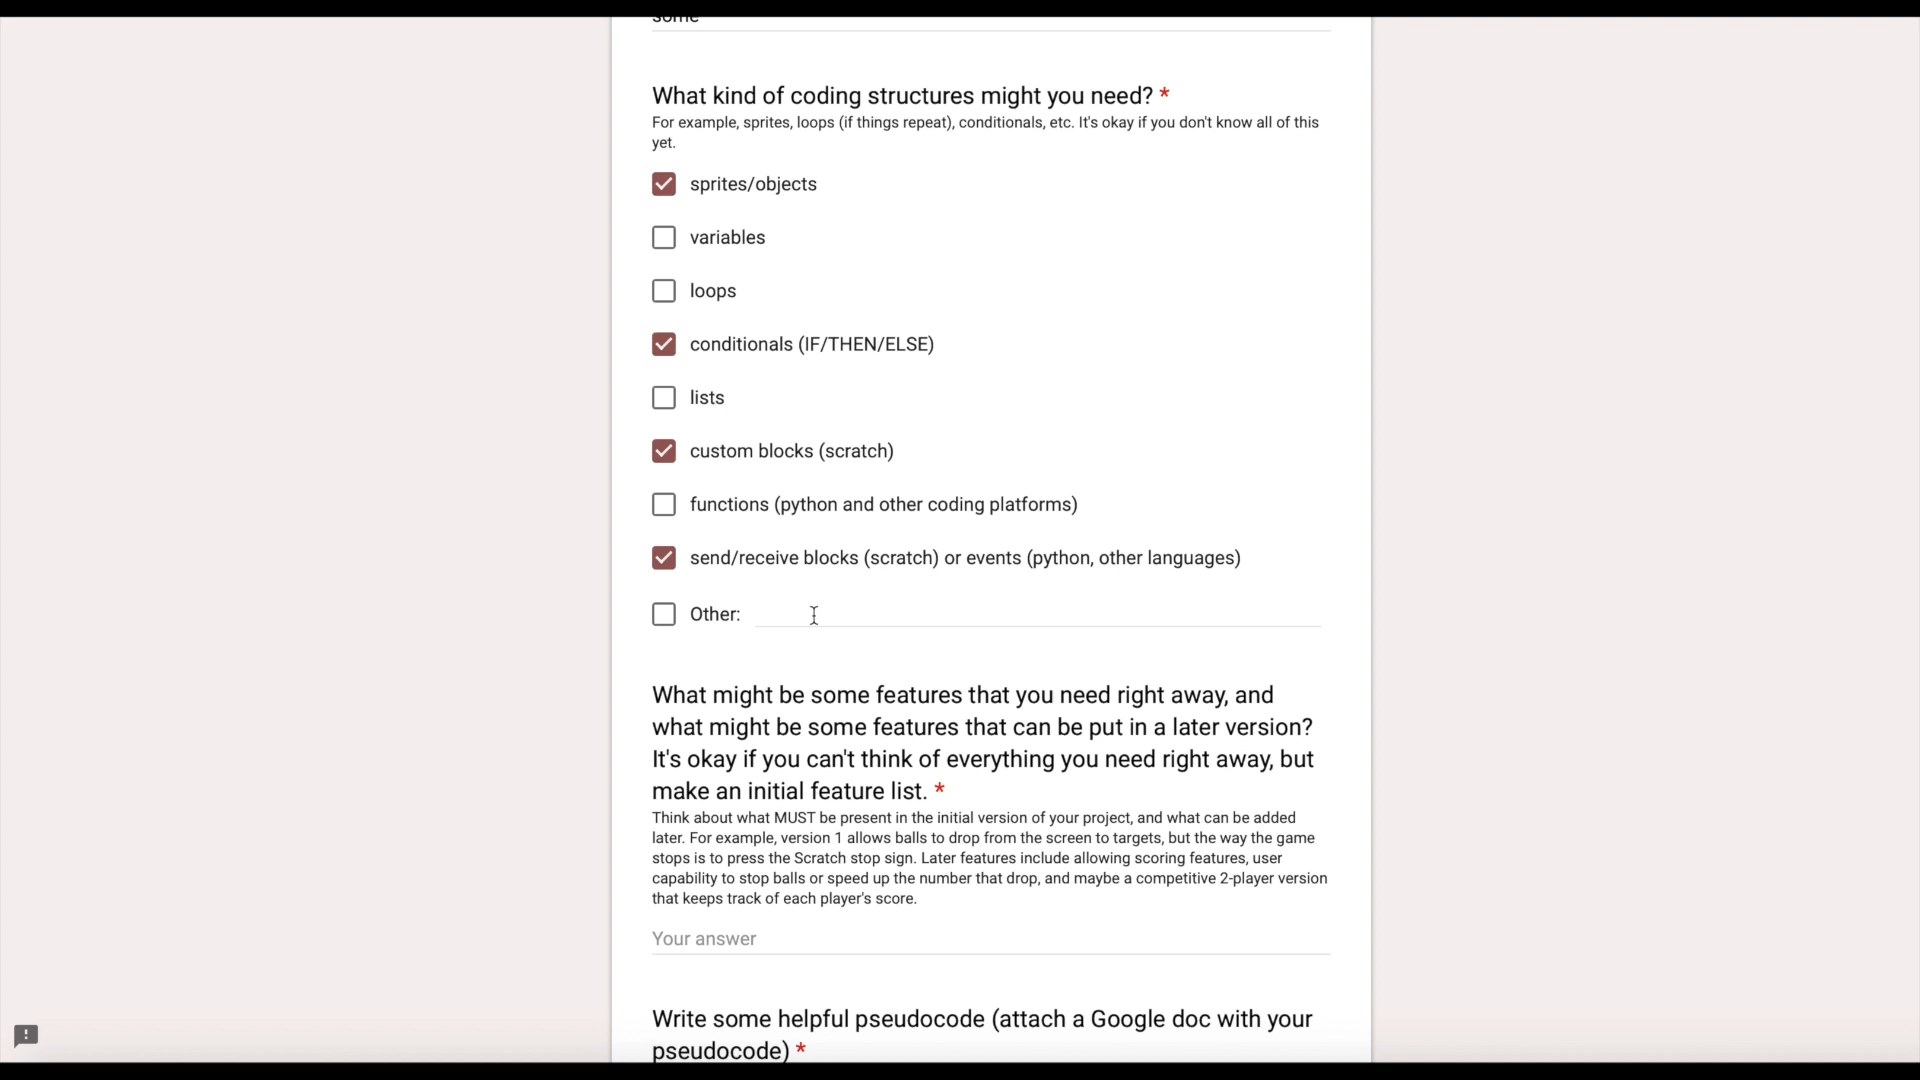 some
What kind of coding structures might you need? *
For example, sprites, loops (if things repeat), conditionals, etc. It's okay if you don't know all of this
yet.
sprites/objects
variables
loops
conditionals (IF/THEN/ELSE)
lists
custom blocks (scratch)
functions (python and other coding platforms)
send/receive blocks (scratch) or events (python, other languages)
Other:
What might be some features that you need right away, and
what might be some features that can be put in a later version?
It's okay if you can't think of everything you need right away, but
make an initial feature list. *
Think about what MUST be present in the initial version of your project, and what can be added
later. For example, version 1 allows balls to drop from the screen to targets, but the way the game
stops is to press the Scratch stop sign. Later features include allowing scoring features, user
capability to stop balls or speed up the number that drop, and maybe a competitive 2-player version
that keeps track of each player's score.
Your answer
Write some helpful pseudocode (attach a Google doc with your
pseudocode) *